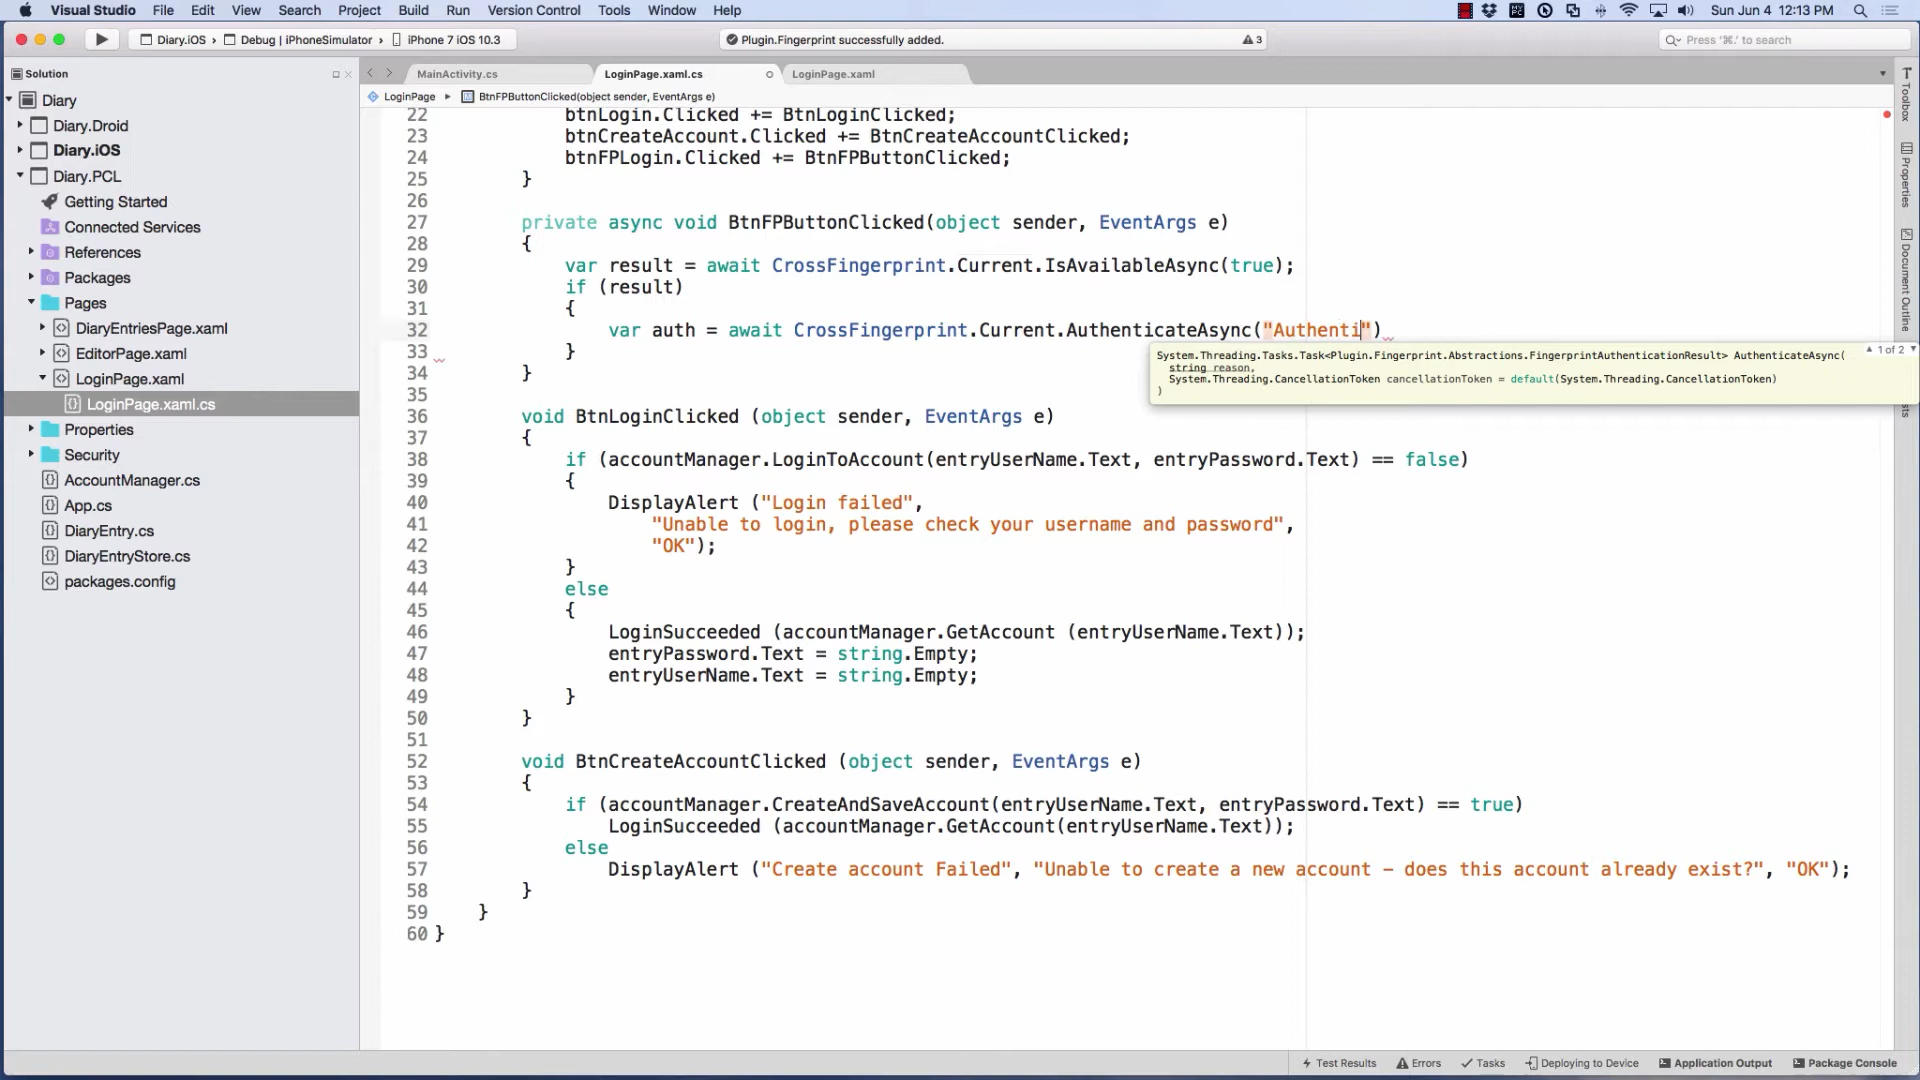 Visual Studio File Edit View Search Project Build Run Version Control Tools Window Help Sun Jun 4 12:13 PM
Diary.iOS > Debug | iPhoneSimulator > iPhone 7 iOS 10.3
Plugin.Fingerprint successfully added. 3
Press '⌘.' to search
Solution
Diary
Diary.Droid
Diary.iOS
Diary.PCL
Getting Started
Connected Services
References
Packages
Pages
DiaryEntriesPage.xaml
EditorPage.xaml
LoginPage.xaml
LoginPage.xaml.cs
Properties
Security
AccountManager.cs
App.cs
DiaryEntry.cs
DiaryEntryStore.cs
packages.config
MainActivity.cs LoginPage.xaml.cs LoginPage.xaml
LoginPage BtnFPButtonClicked(object sender, EventArgs e)
22 btnLogin.Clicked += BtnLoginClicked;
23 btnCreateAccount.Clicked += BtnCreateAccountClicked;
24 btnFPLogin.Clicked += BtnFPButtonClicked;
25 }
26
27 private async void BtnFPButtonClicked(object sender, EventArgs e)
28 {
29 var result = await CrossFingerprint.Current.IsAvailableAsync(true);
30 if (result)
31 {
32 var auth = await CrossFingerprint.Current.AuthenticateAsync("Authenti")
33 }
34 }
35
36 void BtnLoginClicked (object sender, EventArgs e)
37 {
38 if (accountManager.LoginToAccount(entryUserName.Text, entryPassword.Text) == false)
39 {
40 DisplayAlert ("Login failed",
41 "Unable to login, please check your username and password",
42 "OK");
43 }
44 else
45 {
46 LoginSucceeded (accountManager.GetAccount (entryUserName.Text));
47 entryPassword.Text = string.Empty;
48 entryUserName.Text = string.Empty;
49 }
50 }
51
52 void BtnCreateAccountClicked (object sender, EventArgs e)
53 {
54 if (accountManager.CreateAndSaveAccount(entryUserName.Text, entryPassword.Text) == true)
55 LoginSucceeded (accountManager.GetAccount(entryUserName.Text));
56 else
57 DisplayAlert ("Create account Failed", "Unable to create a new account – does this account already exist?", "OK");
58 }
59 }
60 }
1 of 2
System.Threading.Tasks.Task<Plugin.Fingerprint.Abstractions.FingerprintAuthenticationResult> AuthenticateAsync(
string reason,
System.Threading.CancellationToken cancellationToken = default(System.Threading.CancellationToken)
)
Toolbox
Properties
Document Outline
Test Results Errors Tasks Deploying to Device Application Output Package Console